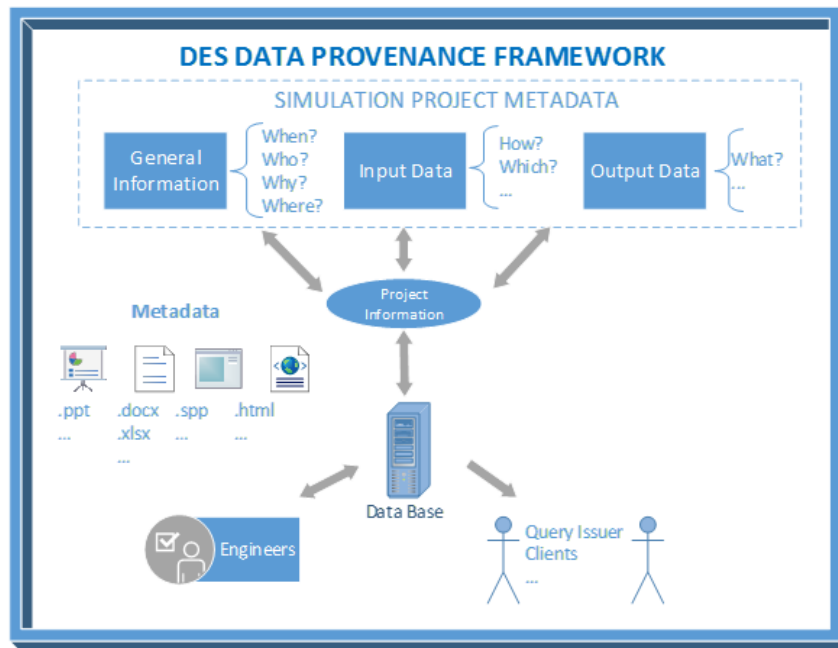 DES DATA PROVENANCE FRAMEWORK
SIMULATION PROJECT METADATA
General
Information
When?
Who?
Why?
Where?
Input Data
How?
Which?
...
Output Data
What?
...
Project
Information
Metadata
.ppt
...
.docx
.xlsx
...
.spp
...
.html
...
Data Base
Engineers
Query Issuer
Clients
...